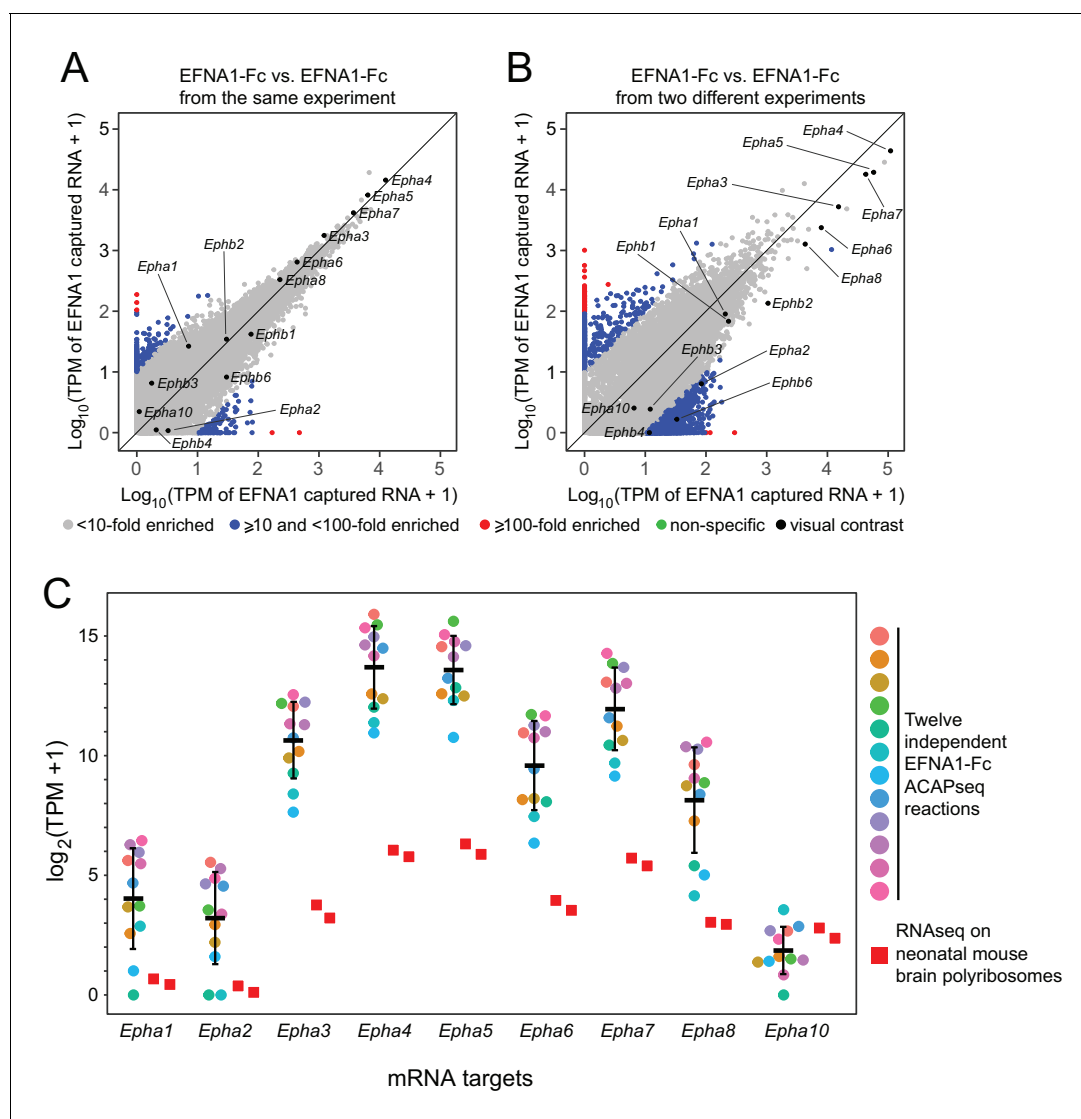 A
EFNA1-Fc vs. EFNA1-Fc
from the same experiment
Log10(TPM of EFNA1 captured RNA + 1)
5
4
3
2
1
0
Epha4
Epha5
Epha7
Epha3
Ephb2
Epha6
Epha1
Epha8
Ephb1
Ephb3
Ephb6
Epha10
Epha2
Ephb4
0 1 2 3 4 5
Log10(TPM of EFNA1 captured RNA + 1)
B
EFNA1-Fc vs. EFNA1-Fc
from two different experiments
Log10(TPM of EFNA1 captured RNA + 1)
5
4
3
2
1
0
Epha4
Epha5
Epha3
Epha7
Epha1
Ephb1
Epha6
Epha8
Ephb2
Ephb3
Epha2
Ephb6
Epha10
Ephb4
0 1 2 3 4 5
Log10(TPM of EFNA1 captured RNA + 1)
<10-fold enriched ⩾10 and <100-fold enriched ⩾100-fold enriched non-specific visual contrast
C
log2(TPM +1)
15
10
5
0
Epha1 Epha2 Epha3 Epha4 Epha5 Epha6 Epha7 Epha8 Epha10
mRNA targets
Twelve
independent
EFNA1-Fc
ACAPseq
reactions
RNAseq on
neonatal mouse
brain polyribosomes